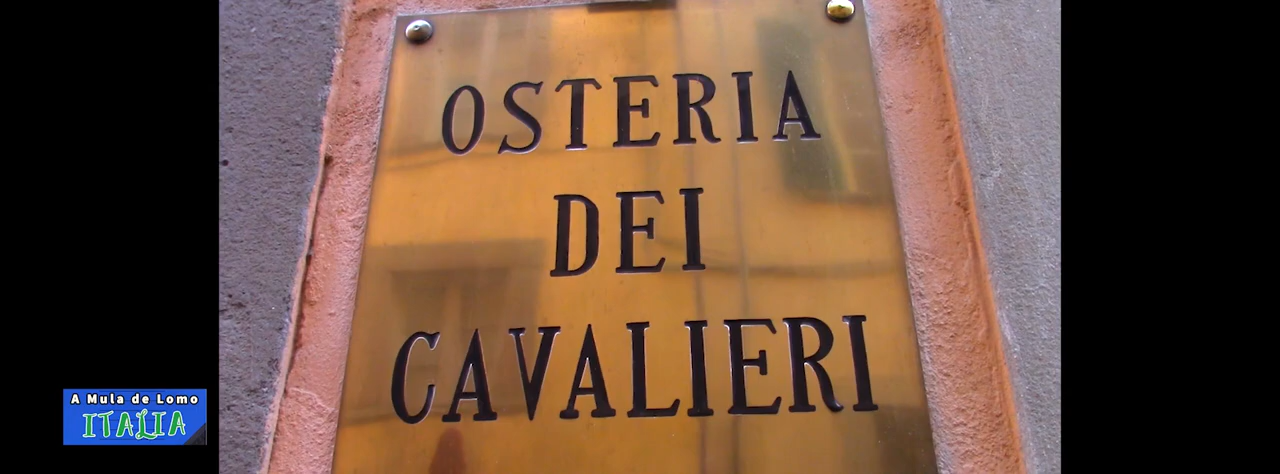 OSTERIA
DEI
CAVALIERI
A Mula de Lomo
ITALIA